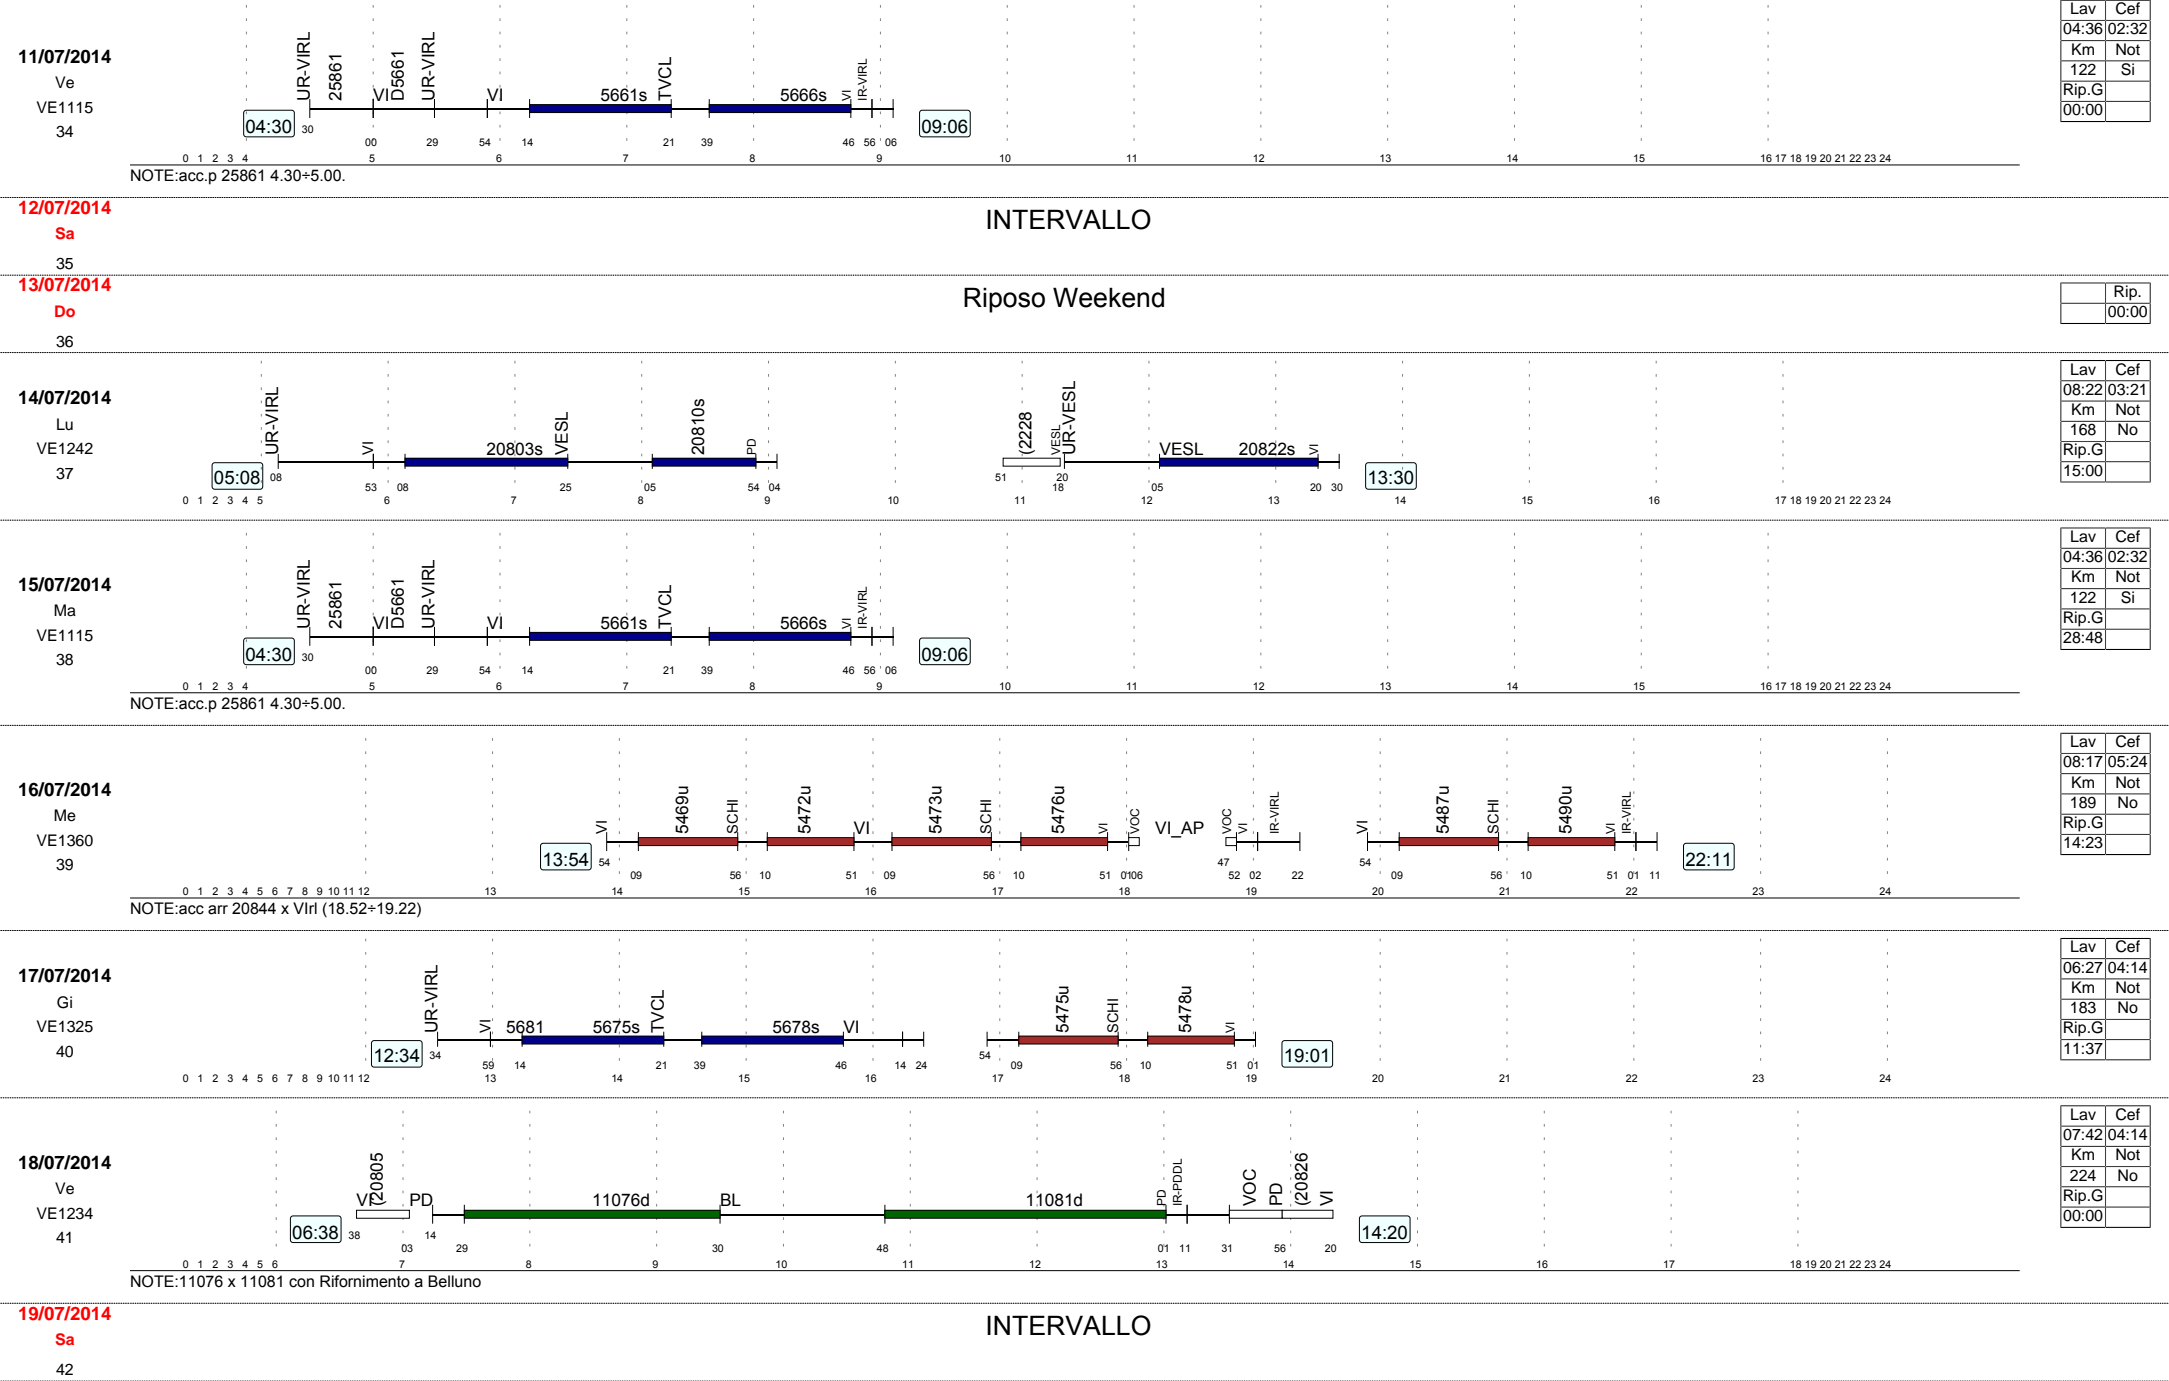 Lav Cef
04:36 02:32
Km Not
122 Si
Rip.G
00:00
11/07/2014
Ve
VE1115
34
UR-VIRL 25861 VI D5661 UR-VIRL VI 5661s TVCL 5666s VI IR-VIRL
04:30 09:06
30 00 29 54 14 21 39 46 56 06
0 1 2 3 4 5 6 7 8 9 10 11 12 13 14 15 16 17 18 19 20 21 22 23 24
NOTE:acc.p 25861 4.30÷5.00.
12/07/2014
Sa
35
INTERVALLO
13/07/2014
Do
36
Riposo Weekend
Rip.
00:00
14/07/2014
Lu
VE1242
37
UR-VIRL VI 20803s VESL 20810s PD (2228 VESL UR-VESL VESL 20822s VI
05:08 13:30
08 53 08 25 05 54 04 51 18 20 05 20 30
0 1 2 3 4 5 6 7 8 9 10 11 12 13 14 15 16 17 18 19 20 21 22 23 24
Lav Cef
08:22 03:21
Km Not
168 No
Rip.G
15:00
15/07/2014
Ma
VE1115
38
UR-VIRL 25861 VI D5661 UR-VIRL VI 5661s TVCL 5666s VI IR-VIRL
04:30 09:06
30 00 29 54 14 21 39 46 56 06
0 1 2 3 4 5 6 7 8 9 10 11 12 13 14 15 16 17 18 19 20 21 22 23 24
NOTE:acc.p 25861 4.30÷5.00.
Lav Cef
04:36 02:32
Km Not
122 Si
Rip.G
28:48
16/07/2014
Me
VE1360
39
VI 5469u SCHI 5472u VI 5473u SCHI 5476u VI VOC VI_AP VOC VI IR-VIRL VI 5487u SCHI 5490u VI IR-VIRL
13:54 22:11
54 09 56 10 51 09 56 10 51 01 06 47 52 02 22 54 09 56 10 51 01 11
0 1 2 3 4 5 6 7 8 9 10 11 12 13 14 15 16 17 18 19 20 21 22 23 24
NOTE:acc arr 20844 x VIrl (18.52÷19.22)
Lav Cef
08:17 05:24
Km Not
189 No
Rip.G
14:23
17/07/2014
Gi
VE1325
40
UR-VIRL VI 5681 5675s TVCL 5678s VI 5475u SCHI 5478u VI
12:34 19:01
34 59 14 21 39 46 14 24 54 09 56 10 51 01
0 1 2 3 4 5 6 7 8 9 10 11 12 13 14 15 16 17 18 19 20 21 22 23 24
Lav Cef
06:27 04:14
Km Not
183 No
Rip.G
11:37
18/07/2014
Ve
VE1234
41
VI (20805 PD 11076d BL 11081d PD IR-PDDL VOC PD (20826 VI
06:38 14:20
38 03 14 29 30 48 01 11 31 56 20
0 1 2 3 4 5 6 7 8 9 10 11 12 13 14 15 16 17 18 19 20 21 22 23 24
NOTE:11076 x 11081 con Rifornimento a Belluno
Lav Cef
07:42 04:14
Km Not
224 No
Rip.G
00:00
19/07/2014
Sa
42
INTERVALLO